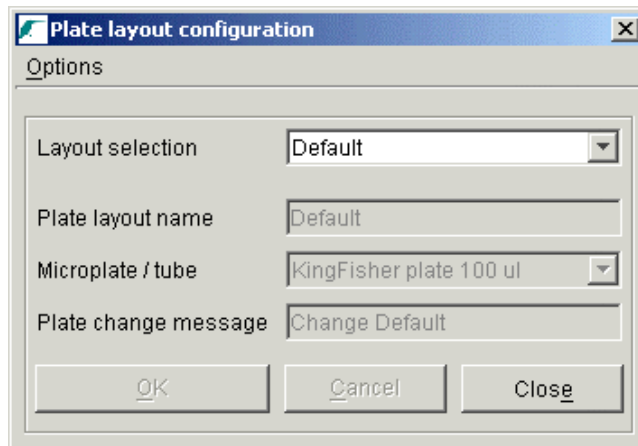 Plate layout configuration
Options
Layout selection Default
Plate layout name Default
Microplate / tube KingFisher plate 100 ul
Plate change message Change Default
OK Cancel Close